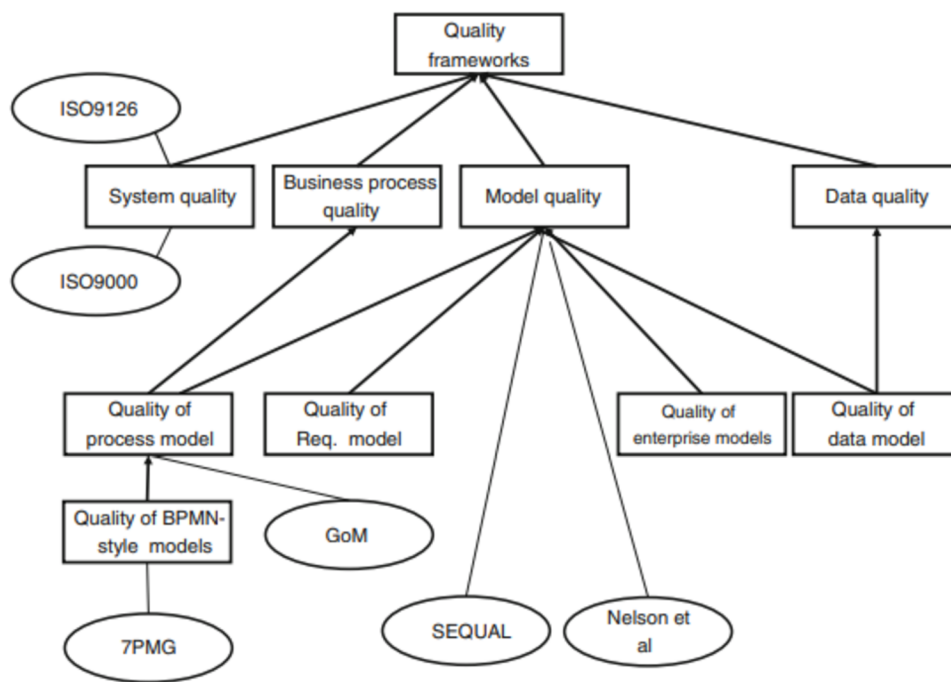 Quality
frameworks
ISO9126
System quality
Business process
quality
Model quality
Data quality
ISO9000
Quality of
process model
Quality of
Req. model
Quality of
enterprise models
Quality of
data model
Quality of BPMN-
style models
GoM
7PMG
SEQUAL
Nelson et
al